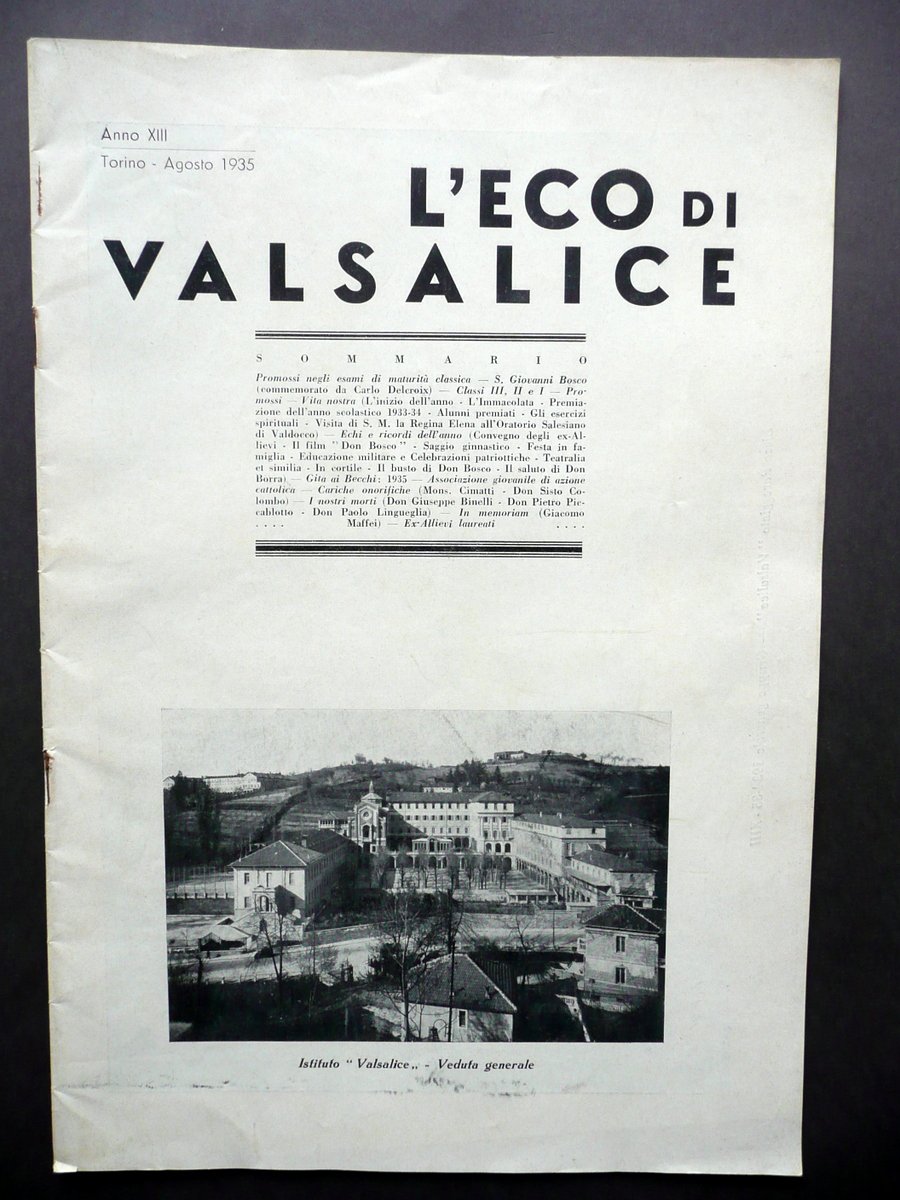 Anno XIII
Torino - Agosto 1935
L'ECO DI
VALSALICE
SOMMARIO
Promossi negli esami di maturità classica — S. Giovanni Bosco
(commemorato da Carlo Delcroix) — Classi III, II e I — Pro-
mossi — Vita nostra (L'inizio dell'anno - L'Immacolata - Premia-
zione dell'anno scolastico 1933-34 - Alunni premiati - Gli esercizi
spirituali - Visita di S. M. la Regina Elena all'Oratorio Salesiano
di Valdocco) — Echi e ricordi dell'anno (Convegno degli ex-Al-
lievi - Il film "Don Bosco" - Saggio ginnastico - Festa in fa-
miglia - Educazione militare e Celebrazioni patriottiche - Teatralia
et similia - In cortile - Il busto di Don Bosco - Il saluto di Don
Borra) — Gita ai Becchi: 1935 — Associazione giovanile di azione
cattolica — Cariche onorifiche (Mons. Cimatti - Don Sisto Co-
lombo) — I nostri morti (Don Giuseppe Binelli - Don Pietro Pic-
cablotto - Don Paolo Lingueglia) — In memoriam (Giacomo
. . . . Maffei) — Ex-Allievi laureati . . . .
Istituto “ Valsalice „ - Veduta generale